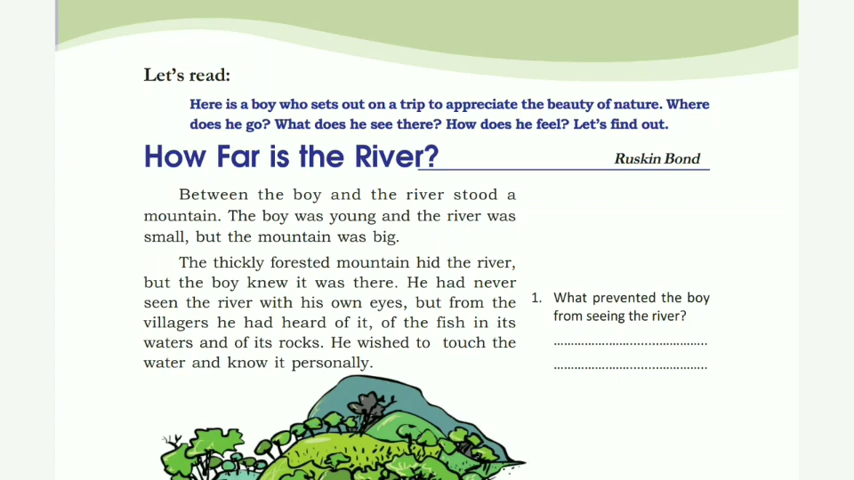 Let's read:
Here is a boy who sets out on a trip to appreciate the beauty of nature. Where
does he go? What does he see there? How does he feel? Let's find out.
How Far is the River?
Ruskin Bond
Between the boy and the river stood a
mountain. The boy was young and the river was
small, but the mountain was big.
The thickly forested mountain hid the river,
but the boy knew it was there. He had never
seen the river with his own eyes, but from the
villagers he had heard of it, of the fish in its
waters and of its rocks. He wished to touch the
water and know it personally.
1. What prevented the boy
from seeing the river?
................................................
................................................